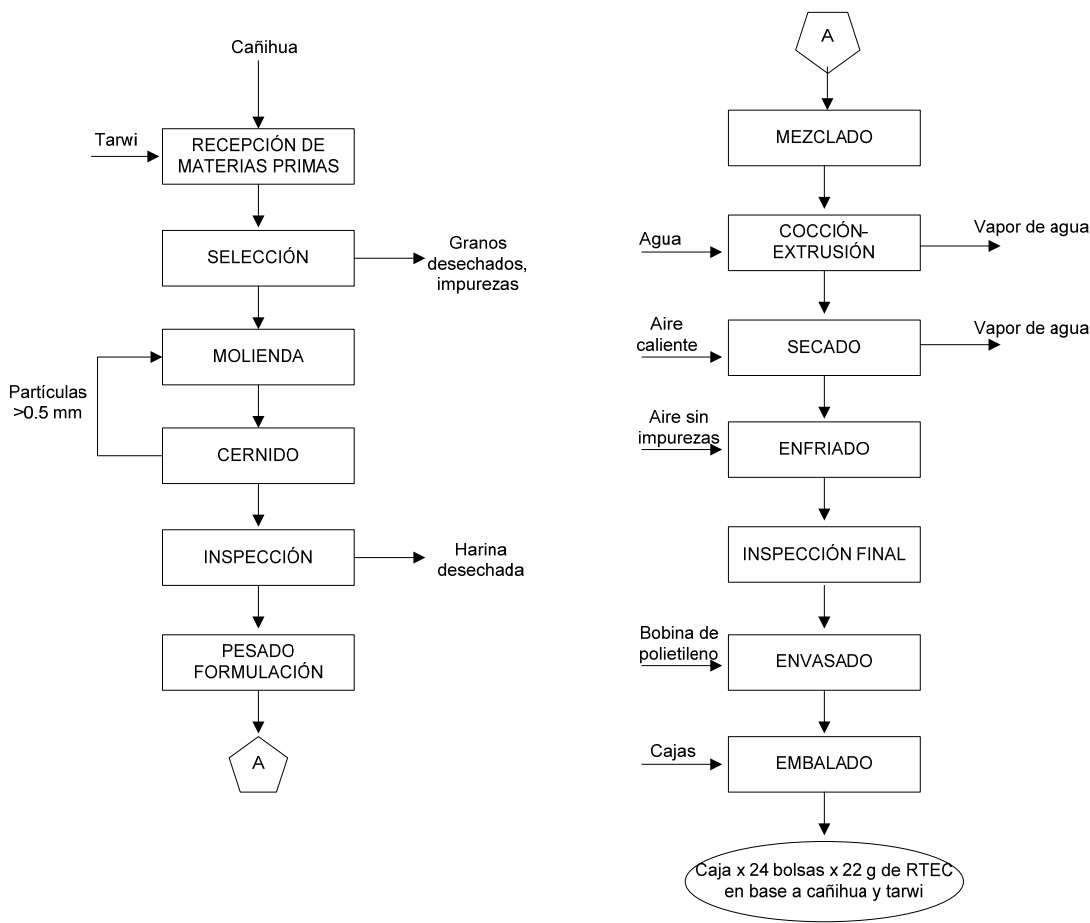 Cañihua
Tarwi
RECEPCIÓN DE
MATERIAS PRIMAS
SELECCIÓN
Granos
desechados,
impurezas
MOLIENDA
Partículas
>0.5 mm
CERNIDO
INSPECCIÓN
Harina
desechada
PESADO
FORMULACIÓN
A
A
MEZCLADO
Agua
COCCIÓN-
EXTRUSIÓN
Vapor de agua
Aire
caliente
SECADO
Vapor de agua
Aire sin
impurezas
ENFRIADO
INSPECCIÓN FINAL
Bobina de
polietileno
ENVASADO
Cajas
EMBALADO
Caja x 24 bolsas x 22 g de RTEC
en base a cañihua y tarwi